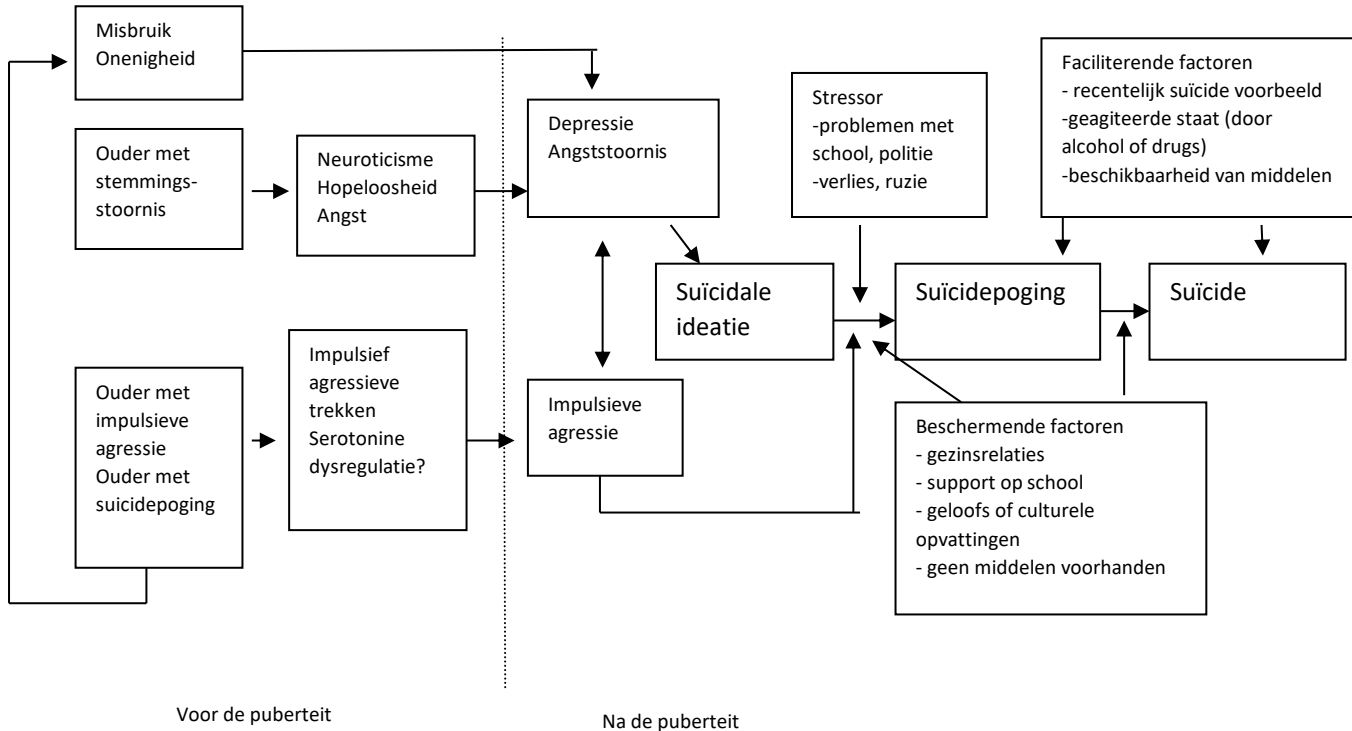 Misbruik
Onenigheid
Ouder met
stemmings-
stoornis
Neuroticisme
Hopeloosheid
Angst
Ouder met
impulsieve
agressie
Ouder met
suicidepoging
Impulsief
agressieve
trekken
Serotonine
dysregulatie?
Depressie
Angststoornis
Impulsieve
agressie
Suïcidale
ideatie
Stressor
-problemen met
school, politie
-verlies, ruzie
Suïcidepoging
Faciliterende factoren
- recentelijk suïcide voorbeeld
-geagiteerde staat (door
alcohol of drugs)
-beschikbaarheid van middelen
Suïcide
Beschermende factoren
- gezinsrelaties
- support op school
- geloofs of culturele
opvattingen
- geen middelen voorhanden
Voor de puberteit
Na de puberteit